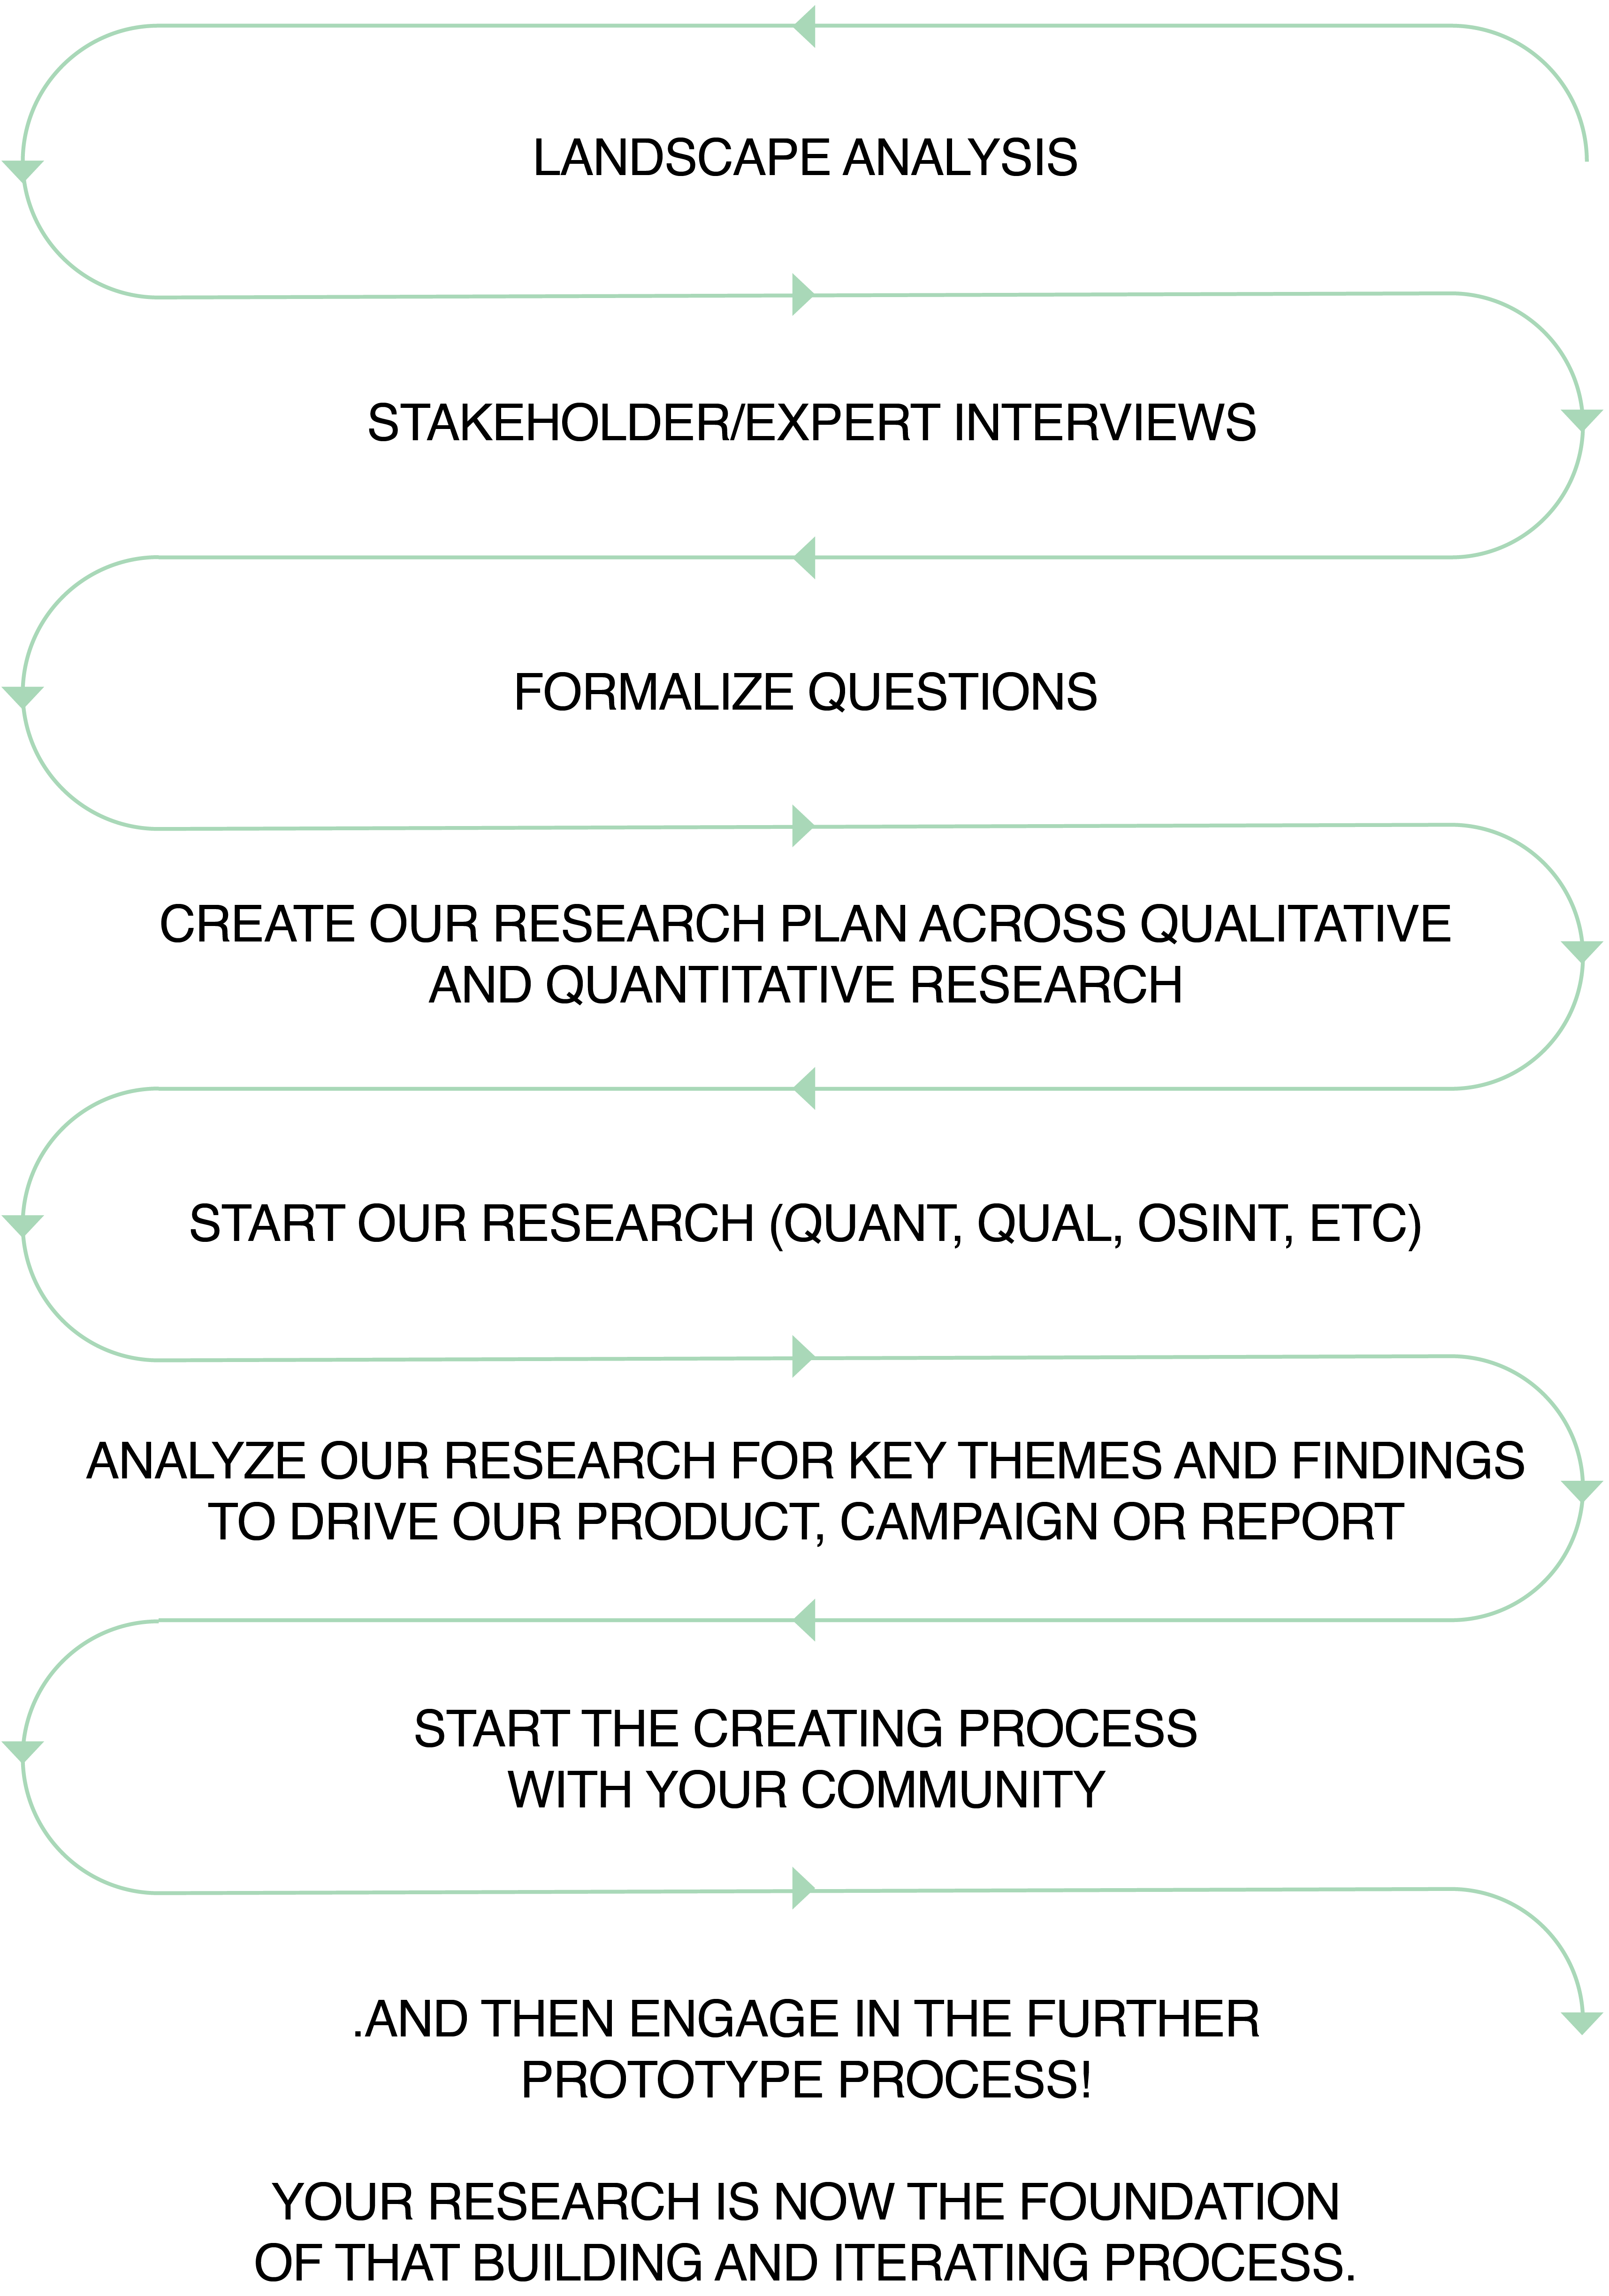 LANDSCAPE ANALYSIS
STAKEHOLDER/EXPERT INTERVIEWS
FORMALIZE QUESTIONS
CREATE OUR RESEARCH PLAN ACROSS QUALITATIVE
AND QUANTITATIVE RESEARCH
START OUR RESEARCH (QUANT, QUAL, OSINT, ETC)
ANALYZE OUR RESEARCH FOR KEY THEMES AND FINDINGS
TO DRIVE OUR PRODUCT, CAMPAIGN OR REPORT
START THE CREATING PROCESS
WITH YOUR COMMUNITY
.AND THEN ENGAGE IN THE FURTHER
PROTOTYPE PROCESS!
YOUR RESEARCH IS NOW THE FOUNDATION
OF THAT BUILDING AND ITERATING PROCESS.